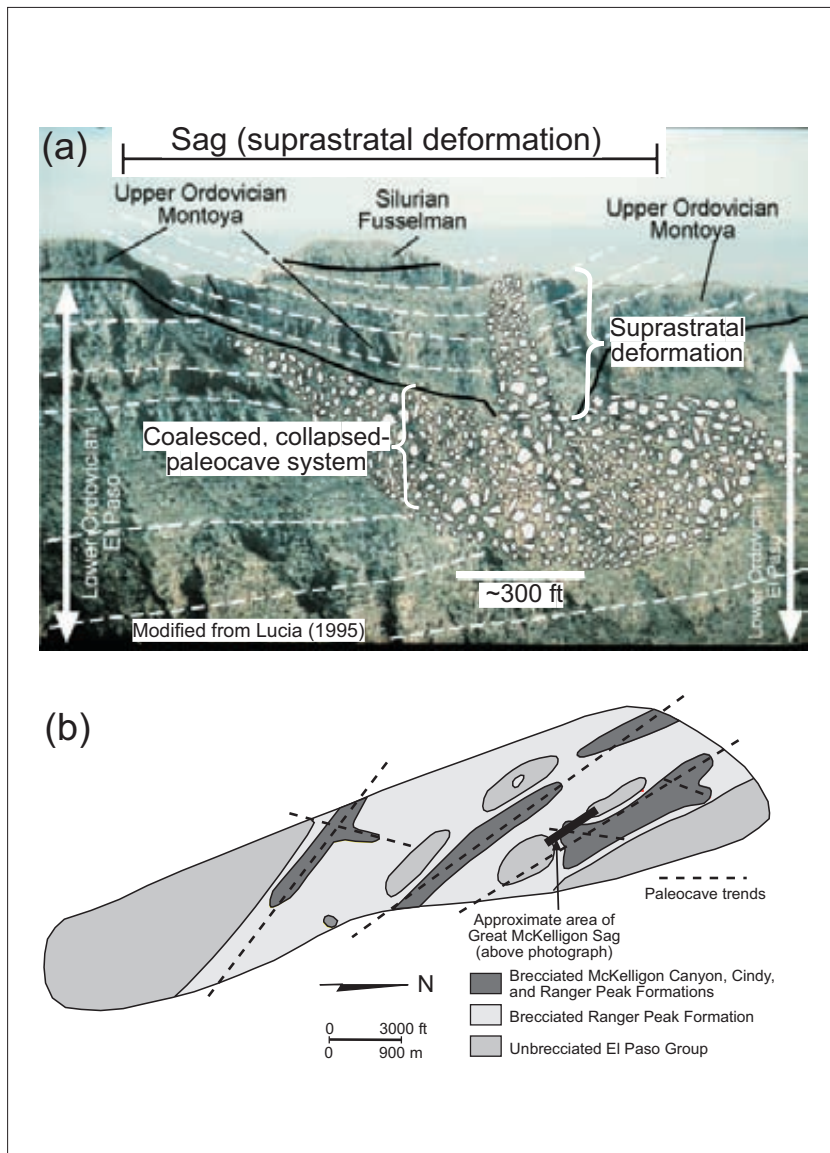 (a)
Sag (suprastratal deformation)
Upper Ordovician
Montoya
Silurian
Fusselman
Upper Ordovician
Montoya
Suprastratal
deformation
Coalesced, collapsed-
paleocave system
Lower Ordovician
El Paso
Lower Ordovician
El Paso
~300 ft
Modified from Lucia (1995)
(b)
Paleocave trends
Approximate area of
Great McKelligon Sag
(above photograph)
N
0 3000 ft
0 900 m
Brecciated McKelligon Canyon, Cindy,
and Ranger Peak Formations
Brecciated Ranger Peak Formation
Unbrecciated El Paso Group